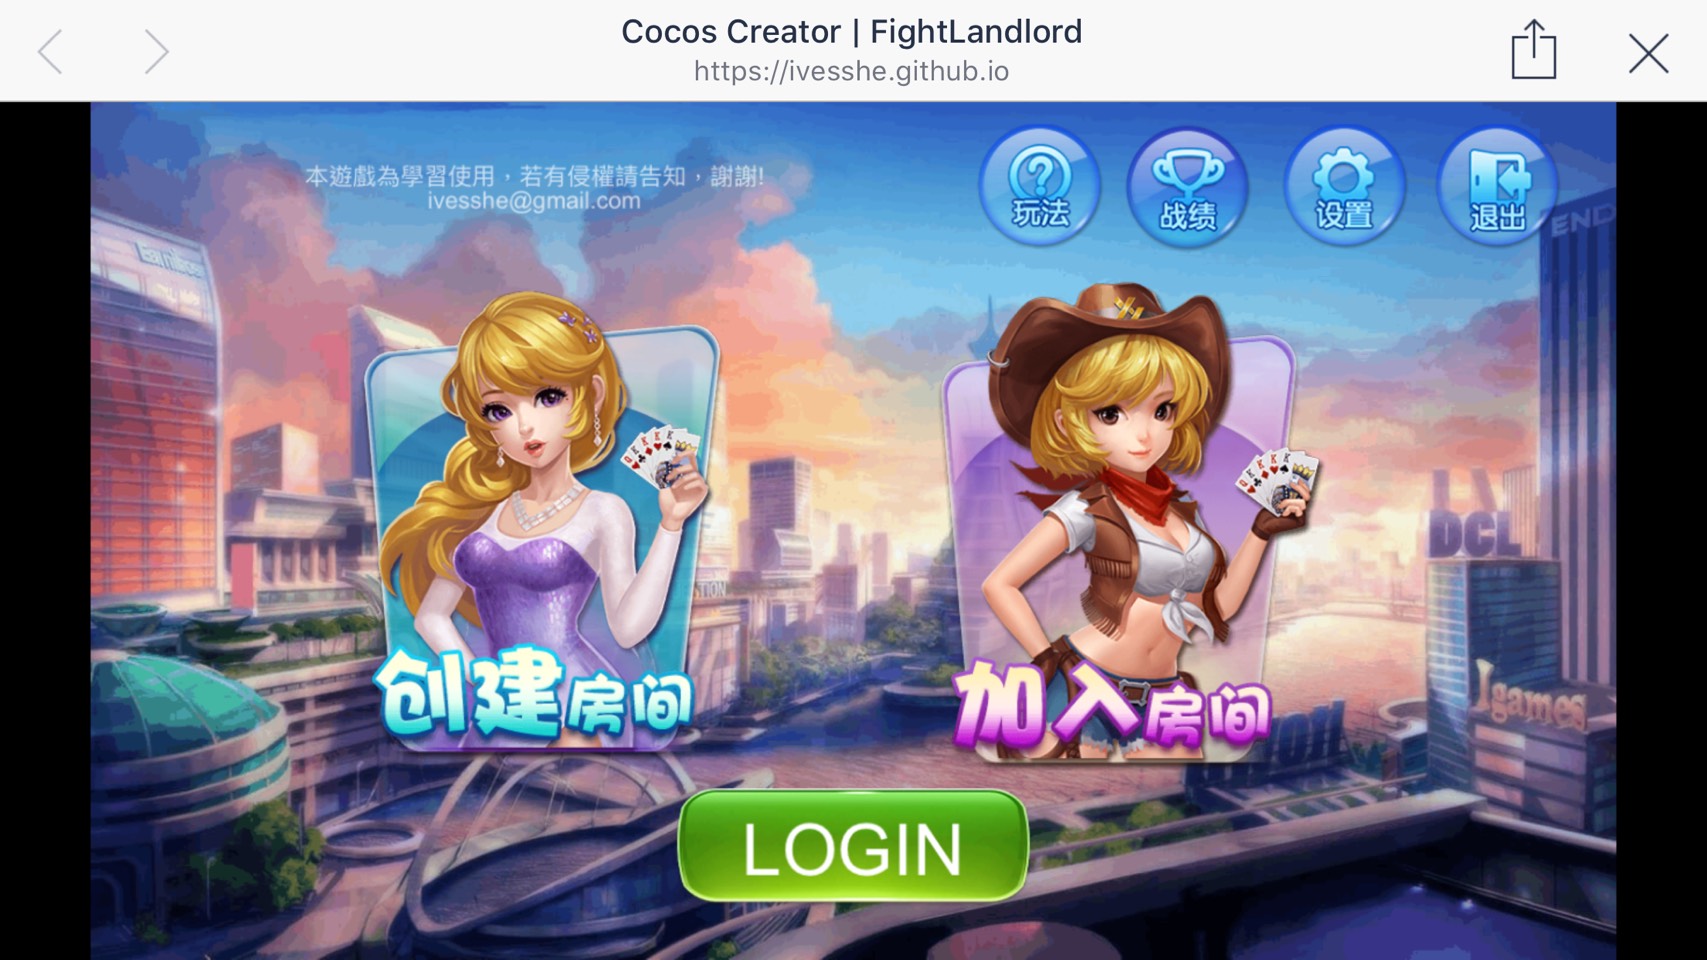 Cocos Creator | FightLandlord
https://ivesshe.github.io
本遊戲為學習使用，若有侵權請告知，謝謝!
ivesshe@gmail.com
玩法
战绩
设置
退出
END
DCL
TION
Igames
创建房间
加入房间
LOGIN